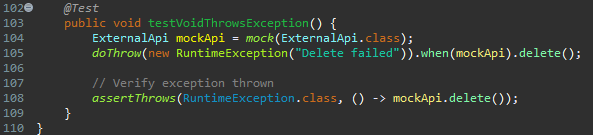 102 @Test
103 public void testVoidThrowsException() {
104 ExternalApi mockApi = mock(ExternalApi.class);
105 doThrow(new RuntimeException("Delete failed")).when(mockApi).delete();
106
107 // Verify exception thrown
108 assertThrows(RuntimeException.class, () -> mockApi.delete());
109 }
110 }